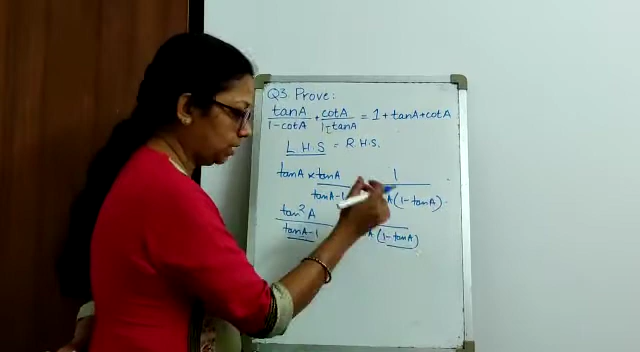 Q3. Prove:
tanA/1-cotA + cotA/1-tanA = 1+tanA+cotA
L.H.S = R.H.S.
tanA × tanA/tanA-1 1/A(1-tanA)
tan²A/tanA-1 A(1-tanA)